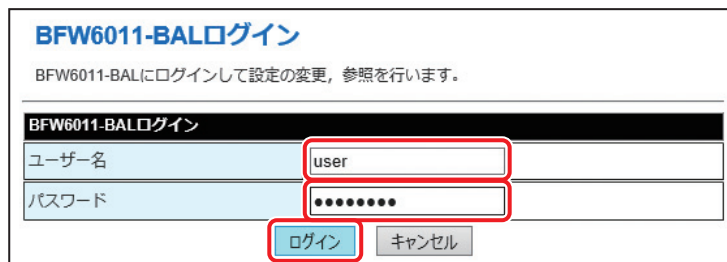 BFW6011-BALログイン
BFW6011-BALにログインして設定の変更，参照を行います。
BFW6011-BALログイン
ユーザー名 user
パスワード ●●●●●●●●
ログイン キャンセル